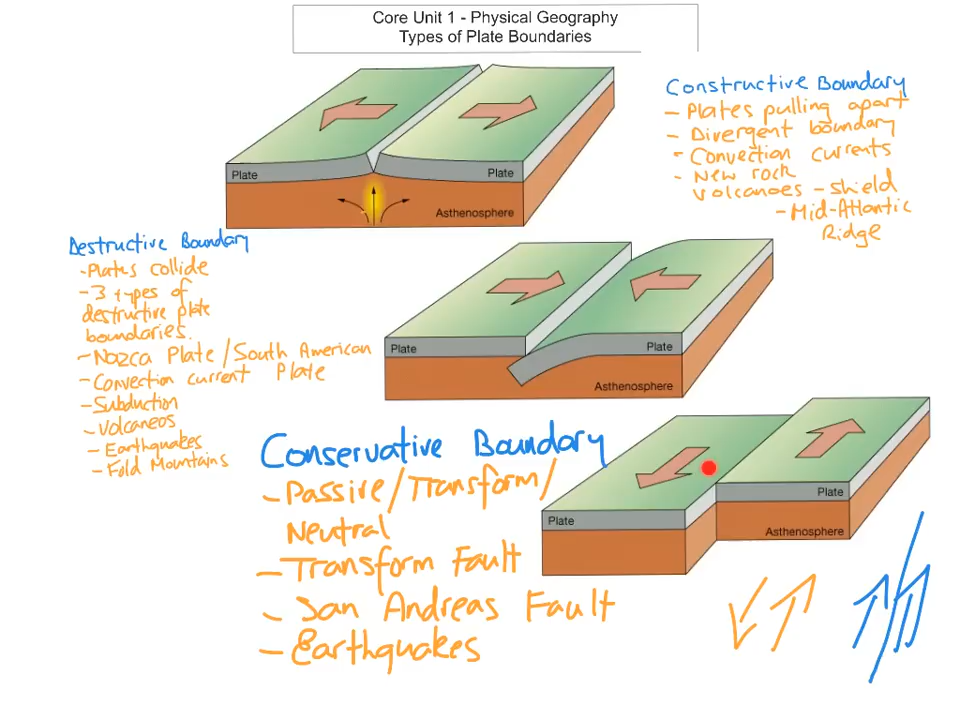 Core Unit 1 - Physical Geography
Types of Plate Boundaries
Constructive Boundary
- Plates pulling apart
- Divergent boundary
- Convection currents
- New rock
volcanoes - shield
- Mid-Atlantic
Ridge
Plate
Plate
Asthenosphere
Destructive Boundary
- Plates collide
- 3 types of
destructive plate
boundaries.
- Nazca Plate/South American
- Convection current Plate
- Subduction
- Volcaneos
- Earthquakes
- Fold Mountains
Plate
Plate
Asthenosphere
Conservative Boundary
- Passive/Transform/
Neutral
- Transform Fault
- San Andreas Fault
- Earthquakes
Plate
Plate
Asthenosphere